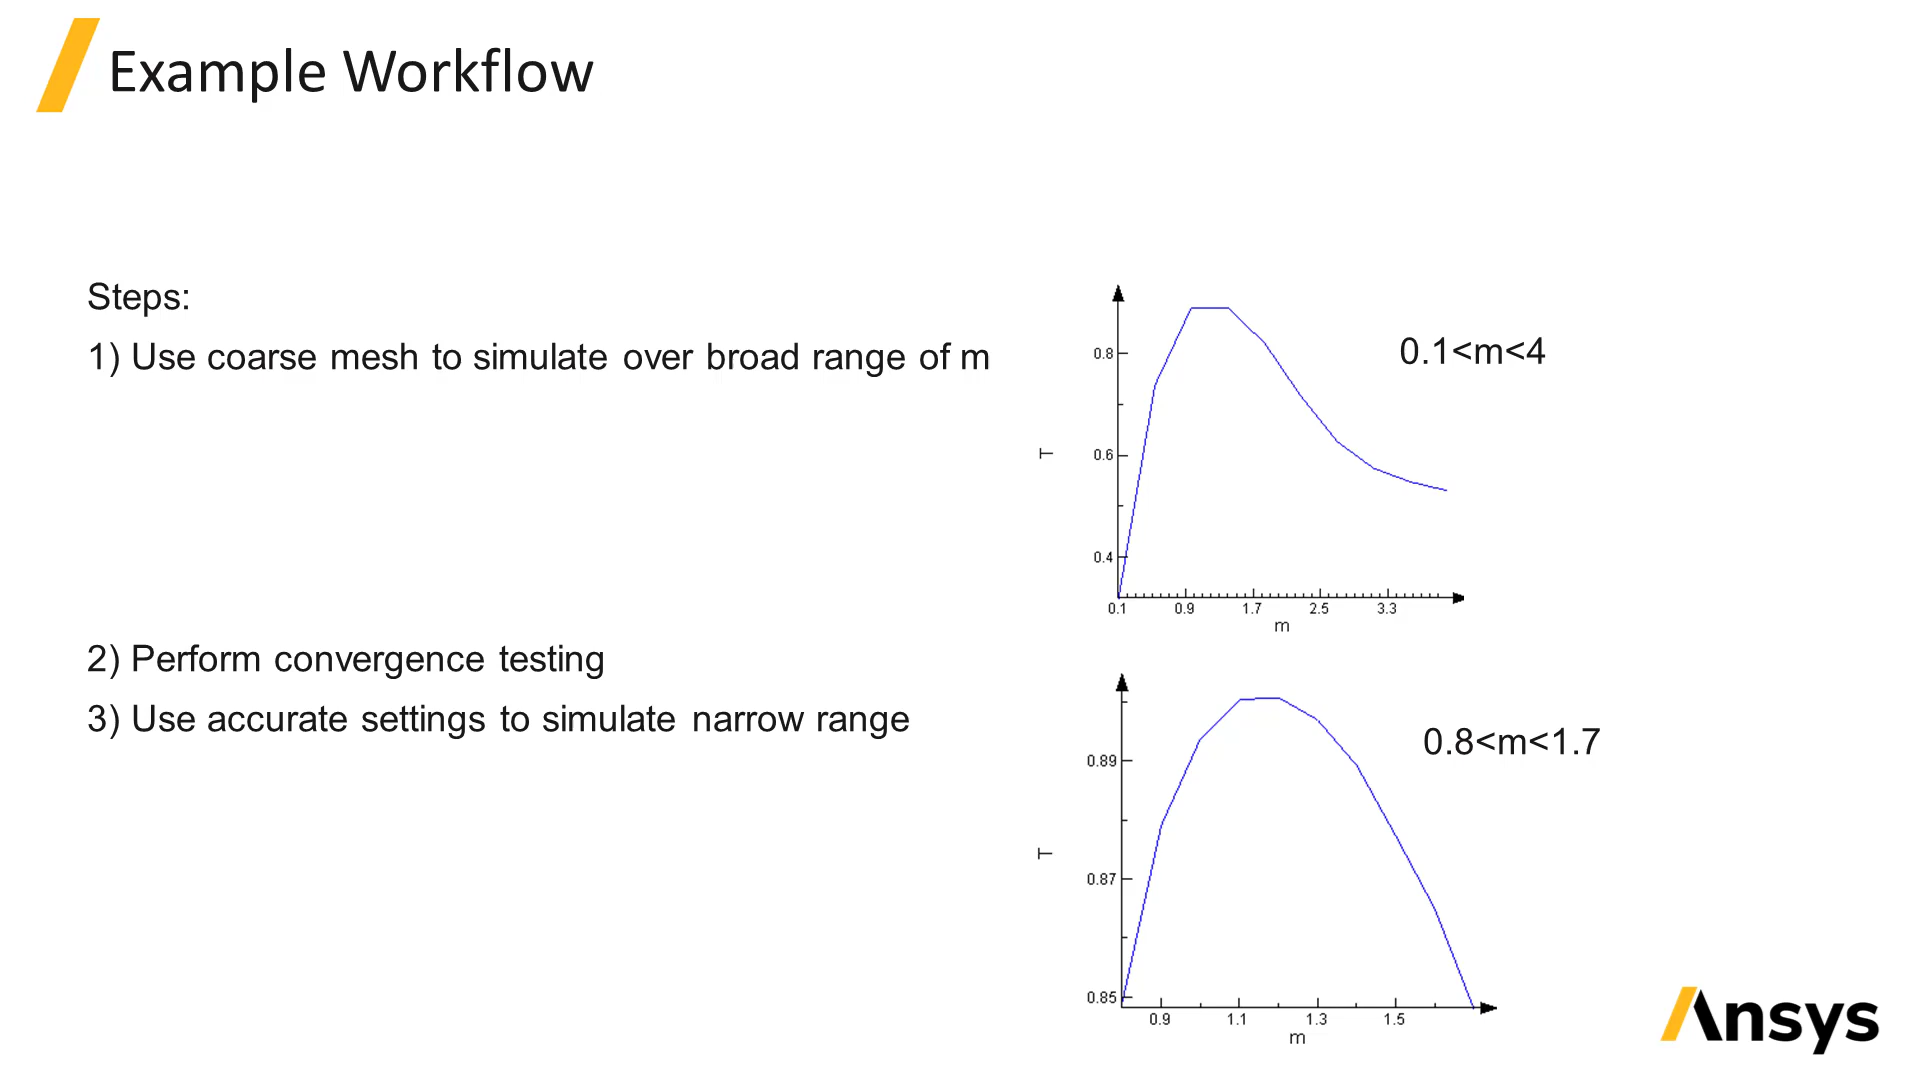 Example Workflow
Steps:
1) Use coarse mesh to simulate over broad range of m
0.1<m<4
0.8
0.6
0.4
T
0.1 0.9 1.7 2.5 3.3
m
2) Perform convergence testing
3) Use accurate settings to simulate narrow range
0.8<m<1.7
0.89
0.87
0.85
T
0.9 1.1 1.3 1.5
m
Ansys